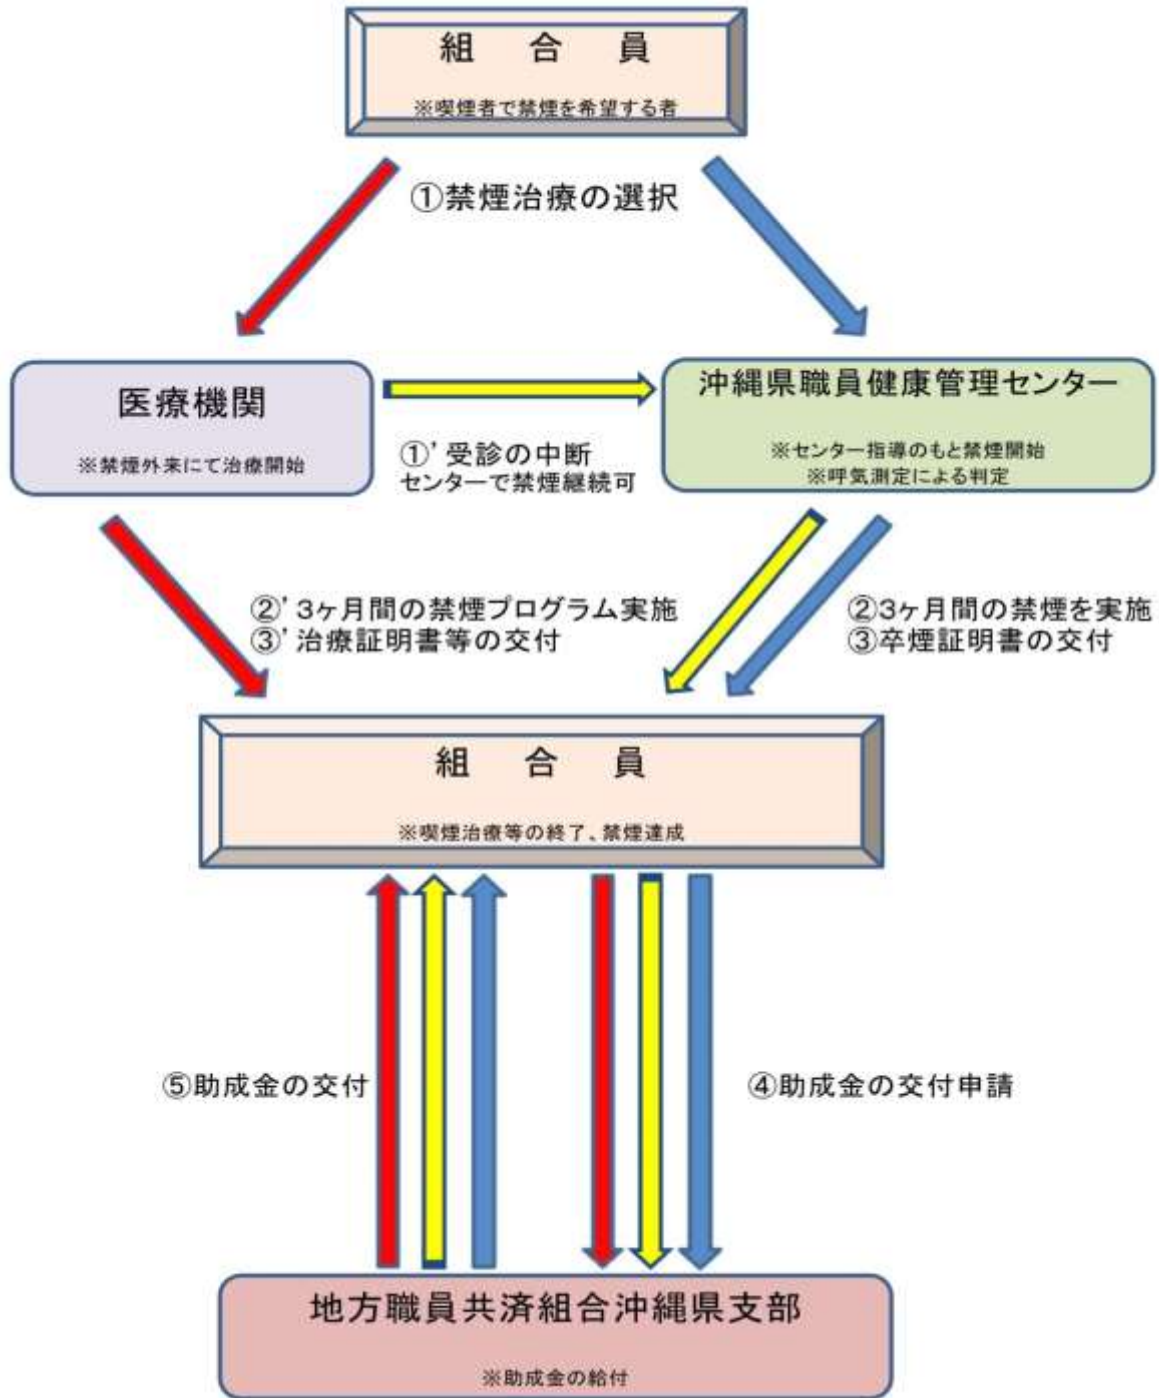 組 合 員
※喫煙者で禁煙を希望する者
①禁煙治療の選択
医療機関
※禁煙外来にて治療開始
①’受診の中断
センターで禁煙継続可
沖縄県職員健康管理センター
※センター指導のもと禁煙開始
※呼気測定による判定
②’3ヶ月間の禁煙プログラム実施
③’治療証明書等の交付
②3ヶ月間の禁煙を実施
③卒煙証明書の交付
組 合 員
※喫煙治療等の終了、禁煙達成
⑤助成金の交付
④助成金の交付申請
地方職員共済組合沖縄県支部
※助成金の給付